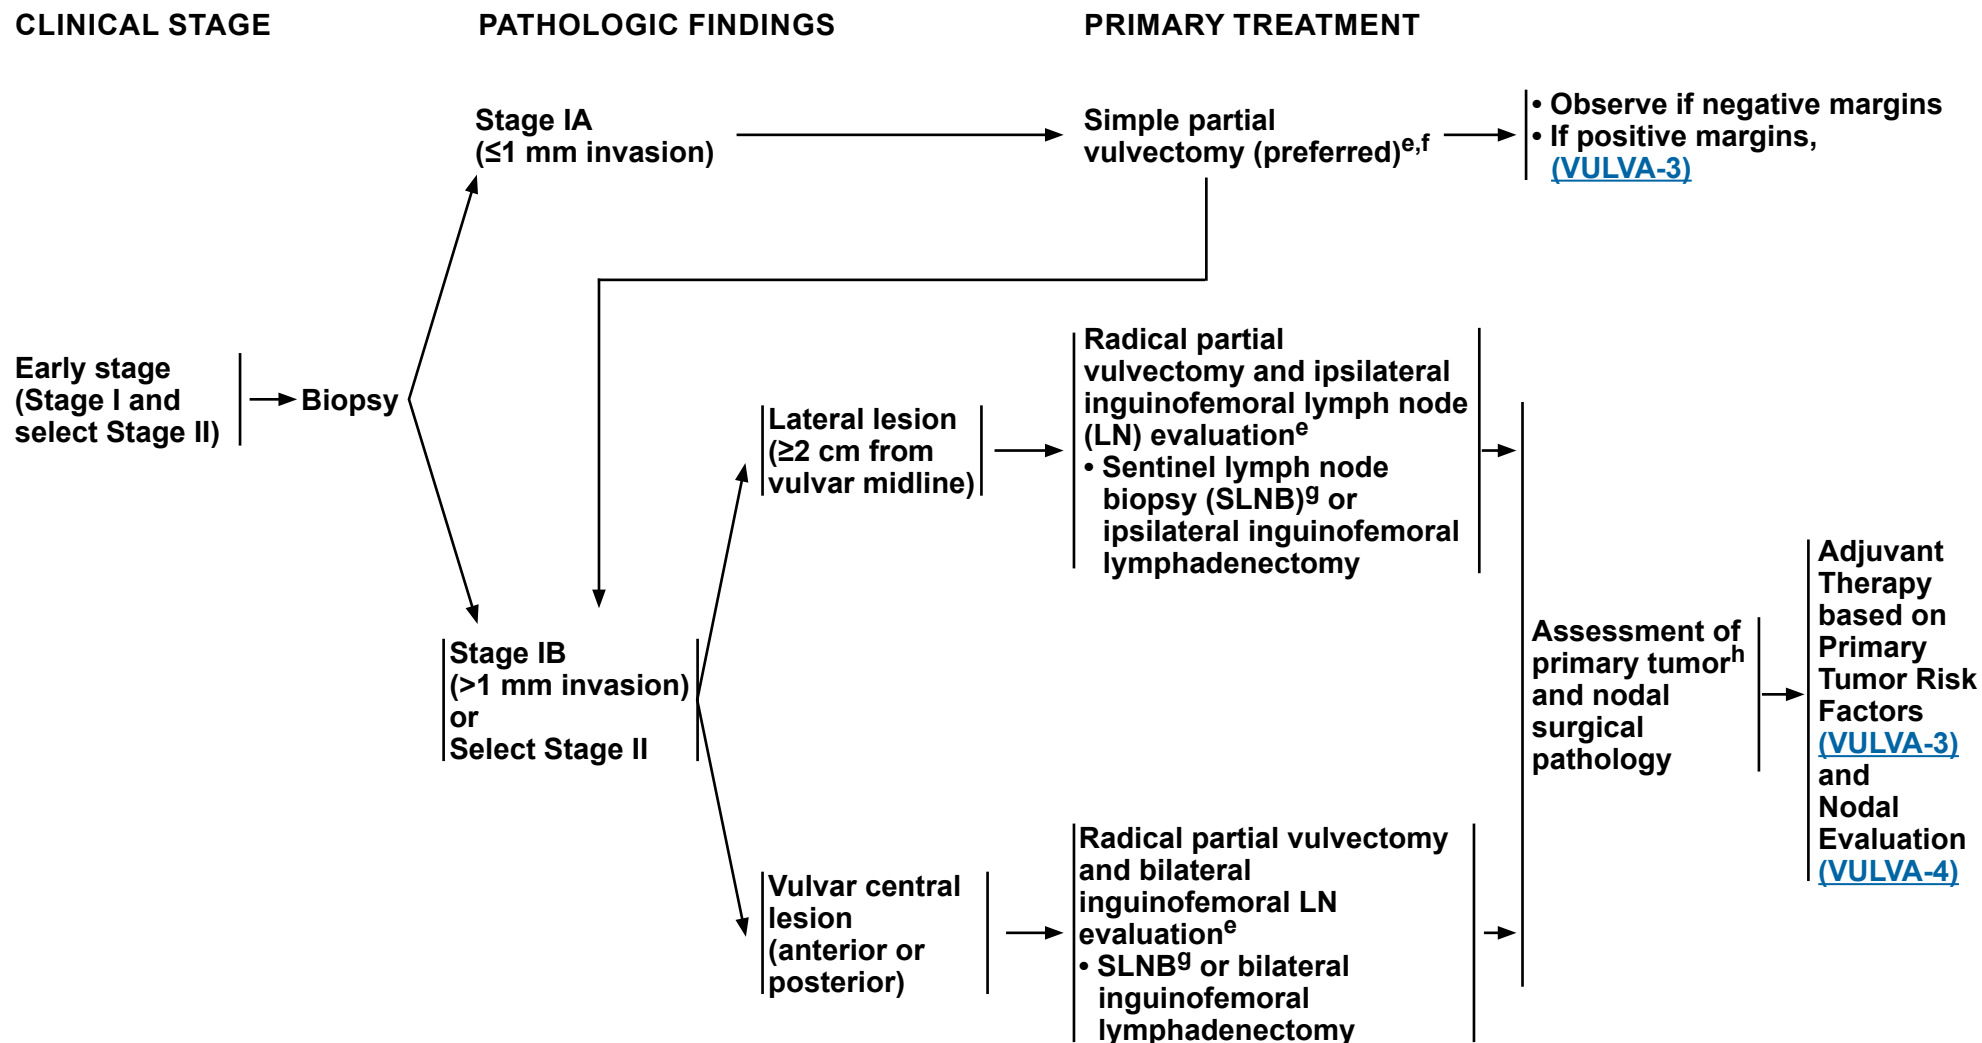 CLINICAL STAGE
PATHOLOGIC FINDINGS
PRIMARY TREATMENT
Stage IA
(≤1 mm invasion)
Simple partial
vulvectomy (preferred)e,f
• Observe if negative margins
• If positive margins,
(VULVA-3)
Early stage
(Stage I and
select Stage II)
Biopsy
Stage IB
(>1 mm invasion)
or
Select Stage II
Lateral lesion
(≥2 cm from
vulvar midline)
Radical partial
vulvectomy and ipsilateral
inguinofemoral lymph node
(LN) evaluatione
• Sentinel lymph node
biopsy (SLNB)g or
ipsilateral inguinofemoral
lymphadenectomy
Vulvar central
lesion
(anterior or
posterior)
Radical partial vulvectomy
and bilateral
inguinofemoral LN
evaluatione
• SLNBg or bilateral
inguinofemoral
lymphadenectomy
Assessment of
primary tumorh
and nodal
surgical
pathology
Adjuvant
Therapy
based on
Primary
Tumor Risk
Factors
(VULVA-3)
and
Nodal
Evaluation
(VULVA-4)